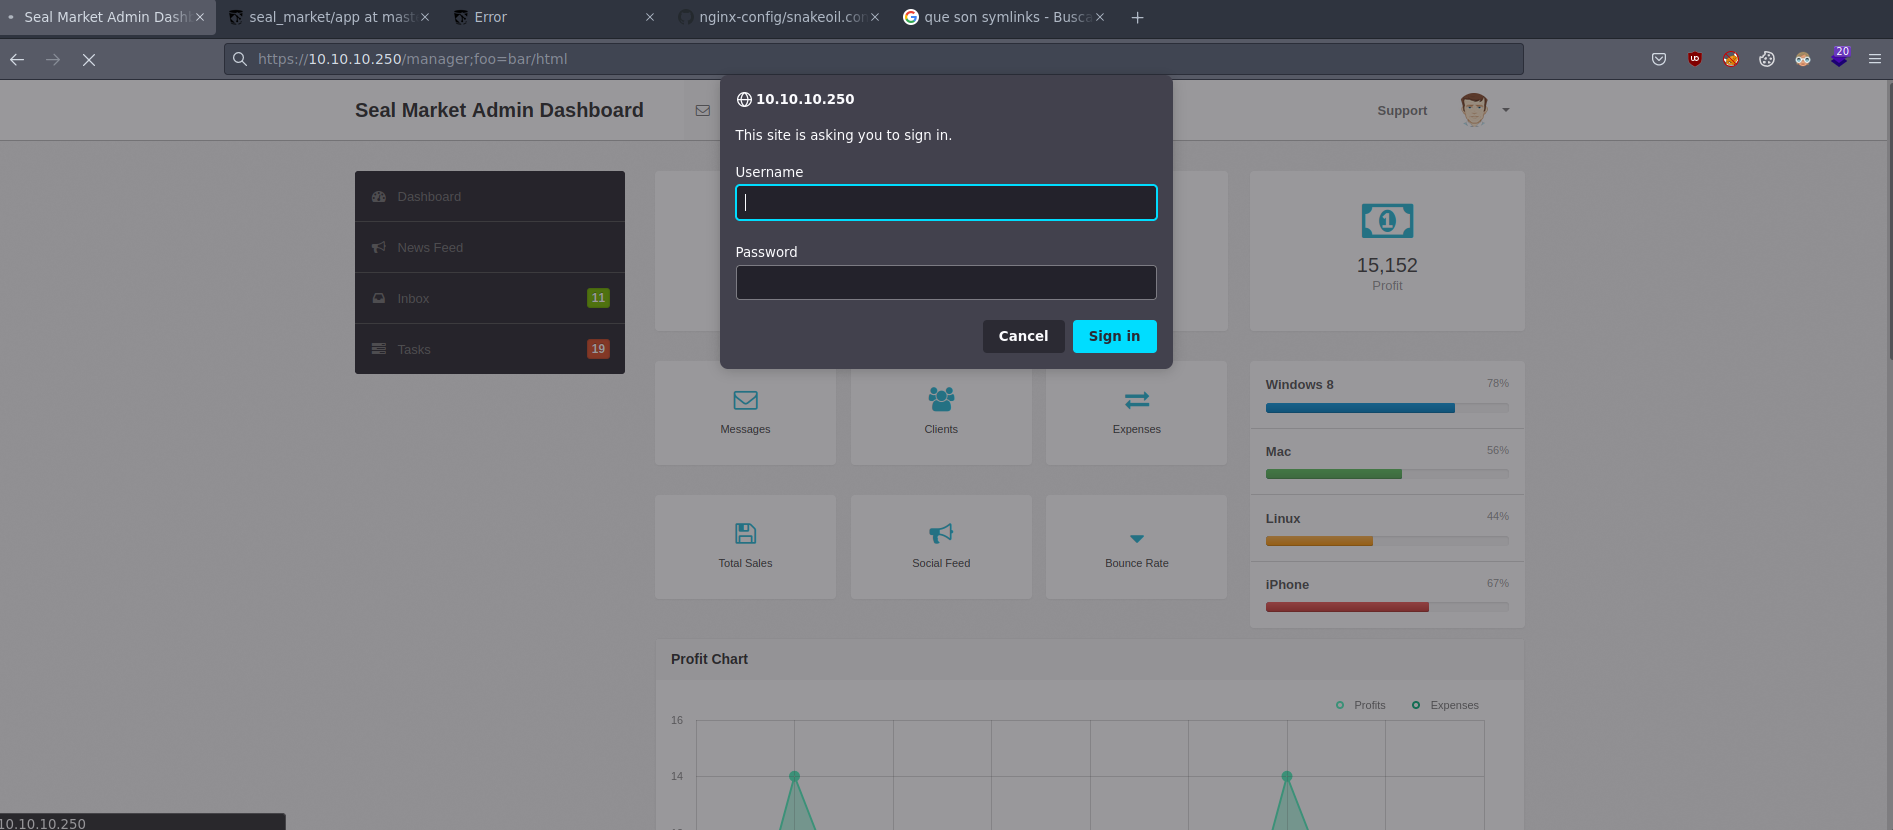 Seal Market Admin Dashb
seal_market/app at mast
Error
nginx-config/snakeoil.con
que son symlinks - Busca
https://10.10.10.250/manager;foo=bar/html
20
Seal Market Admin Dashboard
Support
10.10.10.250
This site is asking you to sign in.
Username
Password
Cancel
Sign in
Dashboard
News Feed
Inbox
11
Tasks
19
1
15,152
Profit
Messages
Clients
Expenses
Total Sales
Social Feed
Bounce Rate
Windows 8
78%
Mac
56%
Linux
44%
iPhone
67%
Profit Chart
Profits
Expenses
16
14
10.10.10.250